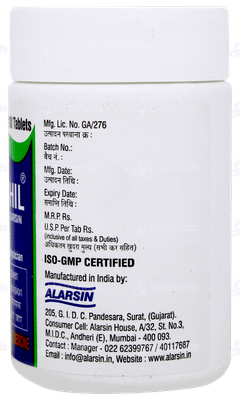 Tablets
Mfg. Lic. No. GA/276
उत्पादन परवाना क्र:
Batch No.:
बैच नं.:
Mfg. Date:
उत्पादन तिथि:
Expiry Date:
समाप्ति तिथि:
M.R.P Rs.
U.S.P Per Tab Rs.
(Inclusive of all taxes & Duties)
अधिकतम खुदरा मूल्य (सभी कर सहित)
HIL®
ALARSIN
ISO-GMP CERTIFIED
Manufactured in India by:
ALARSIN
205, G. I. D. C. Pandesara, Surat, (Gujarat).
Consumer Cell: Alarsin House, A/32, St. No.3,
M.I.D.C., Andheri (E), Mumbai - 400 093.
Contact : Manager - 022 62399767 / 40117687
Email : info@alarsin.in, Website : www.alarsin.in